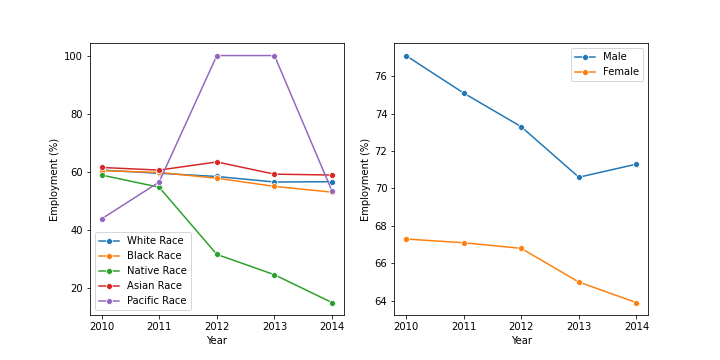 100
80
60
40
20
Employment (%)
White Race
Black Race
Native Race
Asian Race
Pacific Race
2010 2011 2012 2013 2014
Year
76
74
72
70
68
66
64
Employment (%)
Male
Female
2010 2011 2012 2013 2014
Year